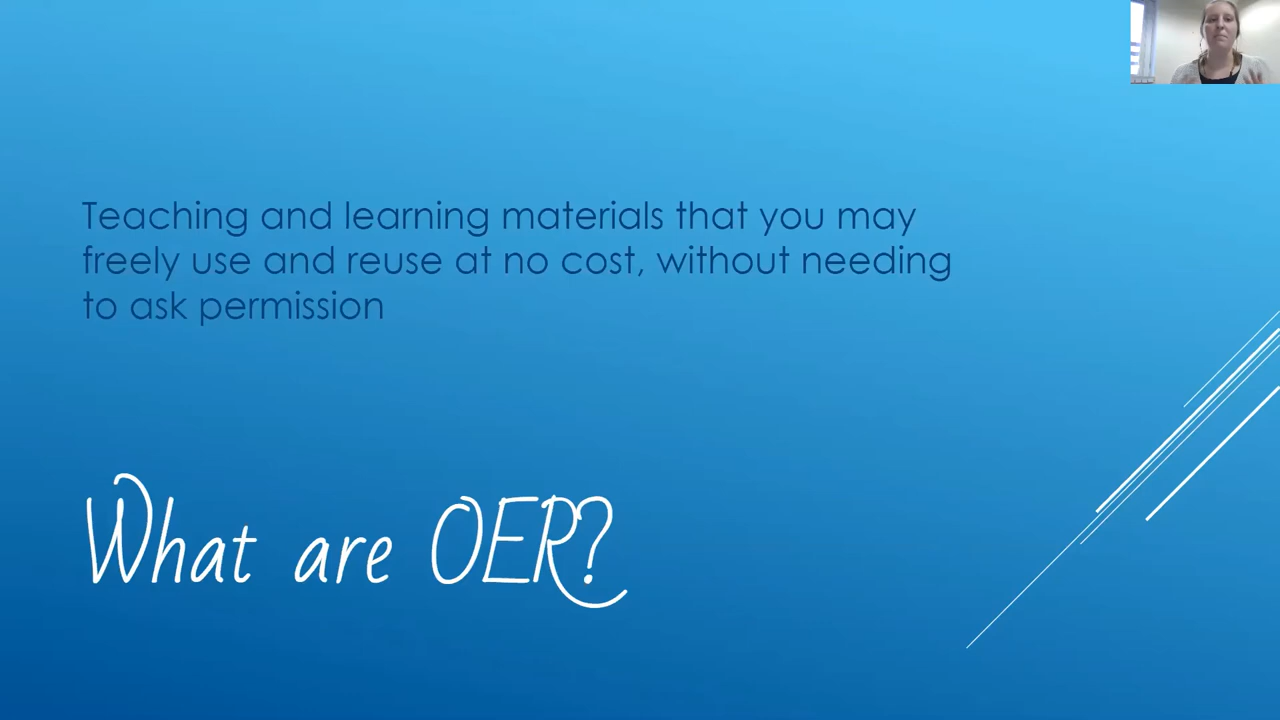 Teaching and learning materials that you may
freely use and reuse at no cost, without needing
to ask permission
What are OER?